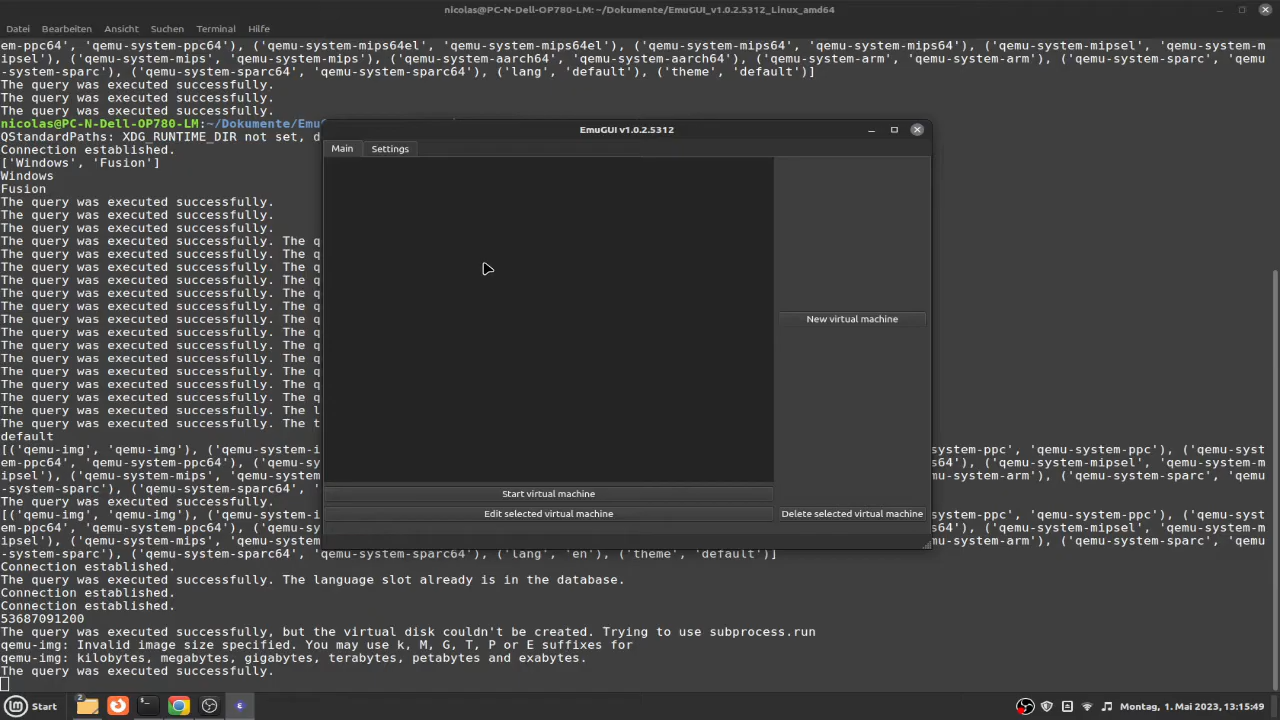 nicolas@PC-N-Dell-OP780-LM: ~/Dokumente/EmuGUI_v1.0.2.5312_Linux_amd64
Datei Bearbeiten Ansicht Suchen Terminal Hilfe
em-ppc64', 'qemu-system-ppc64'), ('qemu-system-mips64el', 'qemu-system-mips64el'), ('qemu-system-mips64', 'qemu-system-mips64'), ('qemu-system-mipsel', 'qemu-system-m
ipsel'), ('qemu-system-mips', 'qemu-system-mips'), ('qemu-system-aarch64', 'qemu-system-aarch64'), ('qemu-system-arm', 'qemu-system-arm'), ('qemu-system-sparc', 'qemu
-system-sparc'), ('qemu-system-sparc64', 'qemu-system-sparc64'), ('lang', 'default'), ('theme', 'default')]
The query was executed successfully.
The query was executed successfully.
The query was executed successfully.
nicolas@PC-N-Dell-OP780-LM:~/Dokumente/Emu
QStandardPaths: XDG_RUNTIME_DIR not set, d
Connection established.
['Windows', 'Fusion']
Windows
Fusion
The query was executed successfully.
The query was executed successfully.
The query was executed successfully.
The query was executed successfully. The q
The query was executed successfully. The q
The query was executed successfully. The q
The query was executed successfully. The q
The query was executed successfully. The q
The query was executed successfully. The q
The query was executed successfully. The q
The query was executed successfully. The q
The query was executed successfully. The q
The query was executed successfully. The q
The query was executed successfully. The q
The query was executed successfully. The q
The query was executed successfully. The q
The query was executed successfully. The l
The query was executed successfully. The t
default
[('qemu-img', 'qemu-img'), ('qemu-system-i
ystem-ppc', 'qemu-system-ppc'), ('qemu-syst
em-ppc64', 'qemu-system-ppc64'), ('qemu-sy
qemu-system-mipsel', 'qemu-system-m
ipsel'), ('qemu-system-mips', 'qemu-system
m-arm'), ('qemu-system-sparc', 'qemu
-system-sparc'), ('qemu-system-sparc64', '
The query was executed successfully.
[('qemu-img', 'qemu-img'), ('qemu-system-i
ystem-ppc', 'qemu-system-ppc'), ('qemu-syst
em-ppc64', 'qemu-system-ppc64'), ('qemu-sy
qemu-system-mipsel', 'qemu-system-m
ipsel'), ('qemu-system-mips', 'qemu-system
m-arm'), ('qemu-system-sparc', 'qemu
-system-sparc'), ('qemu-system-sparc64', 'qemu-system-sparc64'), ('lang', 'en'), ('theme', 'default')]
Connection established.
The query was executed successfully. The language slot already is in the database.
Connection established.
Connection established.
53687091200
The query was executed successfully, but the virtual disk couldn't be created. Trying to use subprocess.run
qemu-img: Invalid image size specified. You may use k, M, G, T, P or E suffixes for
qemu-img: kilobytes, megabytes, gigabytes, terabytes, petabytes and exabytes.
The query was executed successfully.
EmuGUI v1.0.2.5312
Main Settings
New virtual machine
Start virtual machine
Edit selected virtual machine
Delete selected virtual machine
Start
2
Montag, 1. Mai 2023, 13:15:49